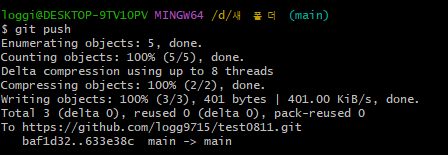 loggi@DESKTOP-9TV1OPV MINGW64 /d/새 폴더 (main)
$ git push
Enumerating objects: 5, done.
Counting objects: 100% (5/5), done.
Delta compression using up to 8 threads
Compressing objects: 100% (2/2), done.
Writing objects: 100% (3/3), 401 bytes | 401.00 KiB/s, done.
Total 3 (delta 0), reused 0 (delta 0), pack-reused 0
To https://github.com/logg9715/test0811.git
   baf1d32..633e38c  main -> main